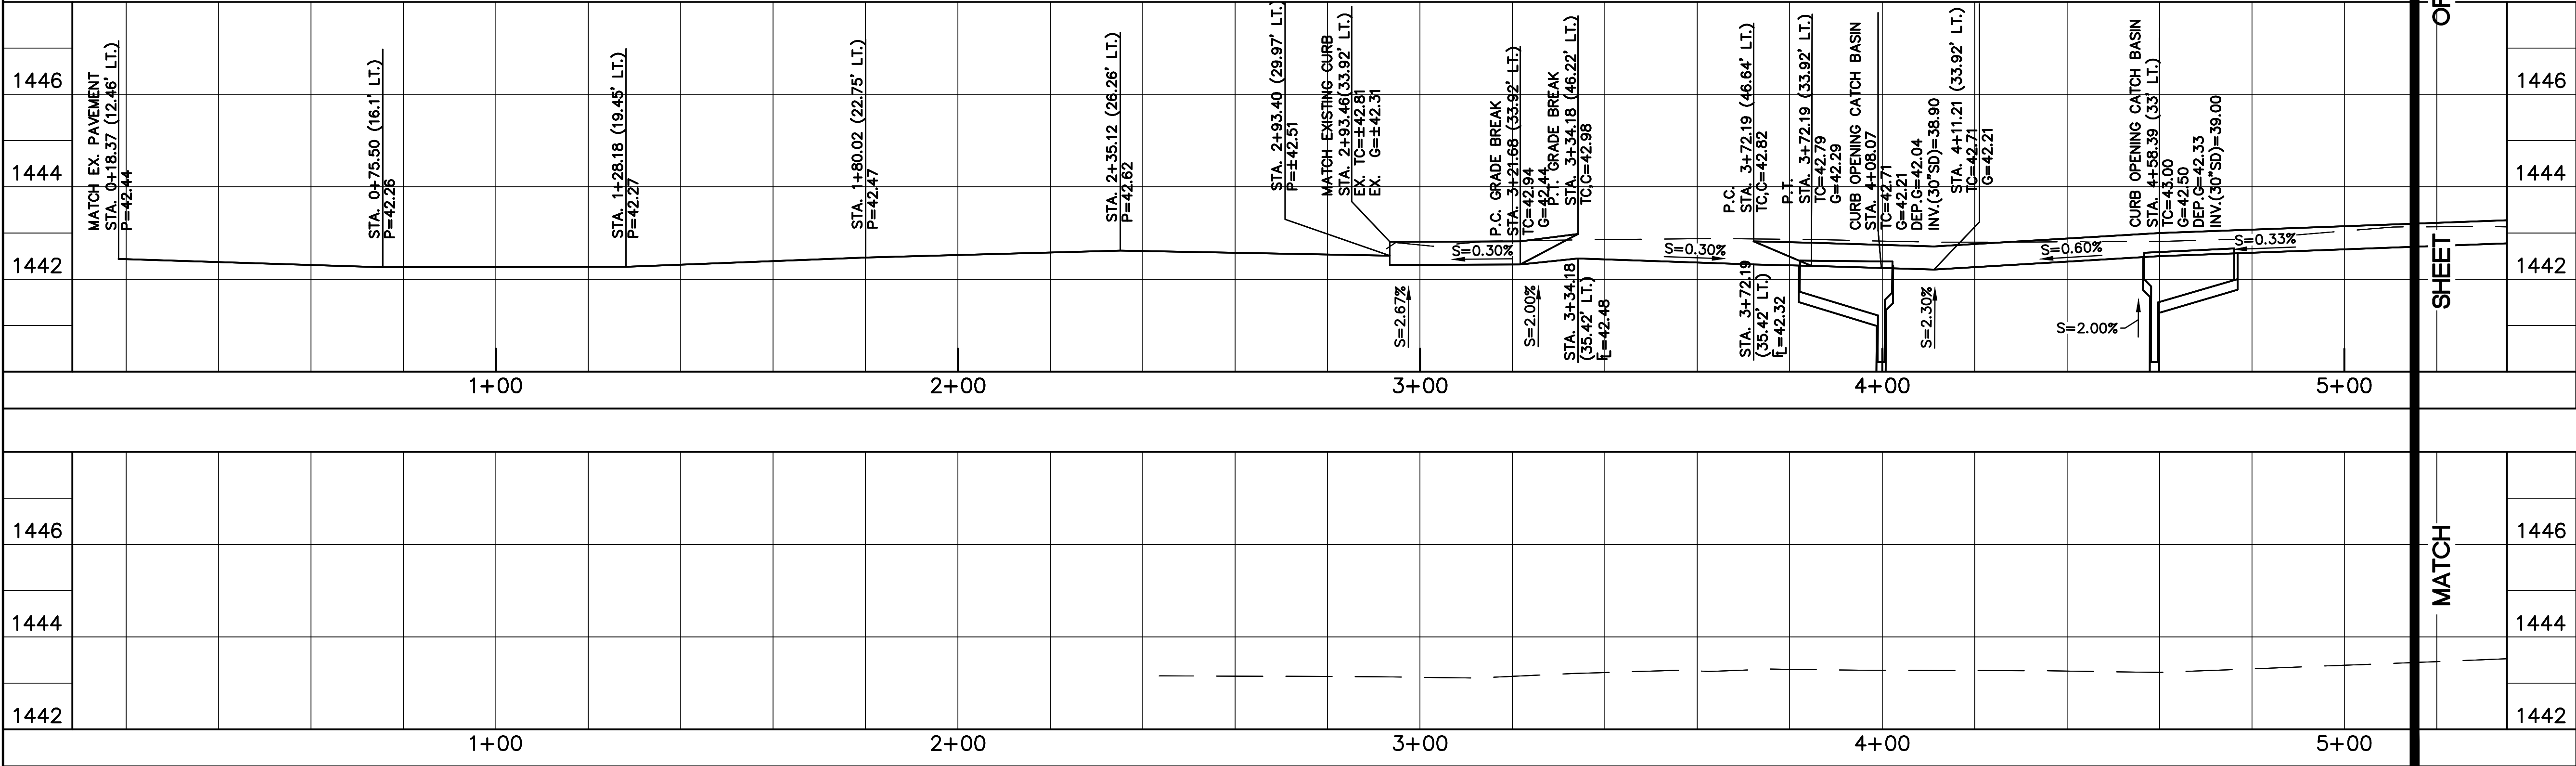 1446
1444
1442
MATCH EX. PAVEMENT
STA. 0+18.37 (12.46' LT.)
P=42.44
STA. 0+75.50 (16.1' LT.)
P=42.26
STA. 1+28.18 (19.45' LT.)
P=42.27
STA. 1+80.02 (22.75' LT.)
P=42.47
STA. 2+35.12 (26.26' LT.)
P=42.62
STA. 2+93.40 (29.97' LT.)
P=±42.51
MATCH EXISTING CURB
STA. 2+93.46(33.92' LT.)
EX. TC=±42.81
EX. G=±42.31
P.C. GRADE BREAK
STA. 3+21.68 (33.92' LT.)
TC=42.94
G=42.44
P.T. GRADE BREAK
STA. 3+34.18 (46.22' LT.)
TC,C=42.98
P.C.
STA. 3+72.19 (46.64' LT.)
TC,C=42.82
P.T.
STA. 3+72.19 (33.92' LT.)
TC=42.79
G=42.29
CURB OPENING CATCH BASIN
STA. 4+08.07
TC=42.71
G=42.21
DEP.G=42.04
INV.(30"SD)=38.90
STA. 4+11.21 (33.92' LT.)
TC=42.71
G=42.21
CURB OPENING CATCH BASIN
STA. 4+58.39 (33' LT.)
TC=43.00
G=42.50
DEP.G=42.33
INV.(30"SD)=39.00
S=0.30%
S=0.30%
S=0.60%
S=0.33%
S=2.67%
S=2.00%
STA. 3+34.18
(35.42' LT.)
FL=42.48
STA. 3+72.19
(35.42' LT.)
FL=42.32
S=2.30%
S=2.00%
1446
1444
1442
1+00
2+00
3+00
4+00
5+00
1446
1444
1442
1446
1444
1442
1+00
2+00
3+00
4+00
5+00
MATCH SHEET